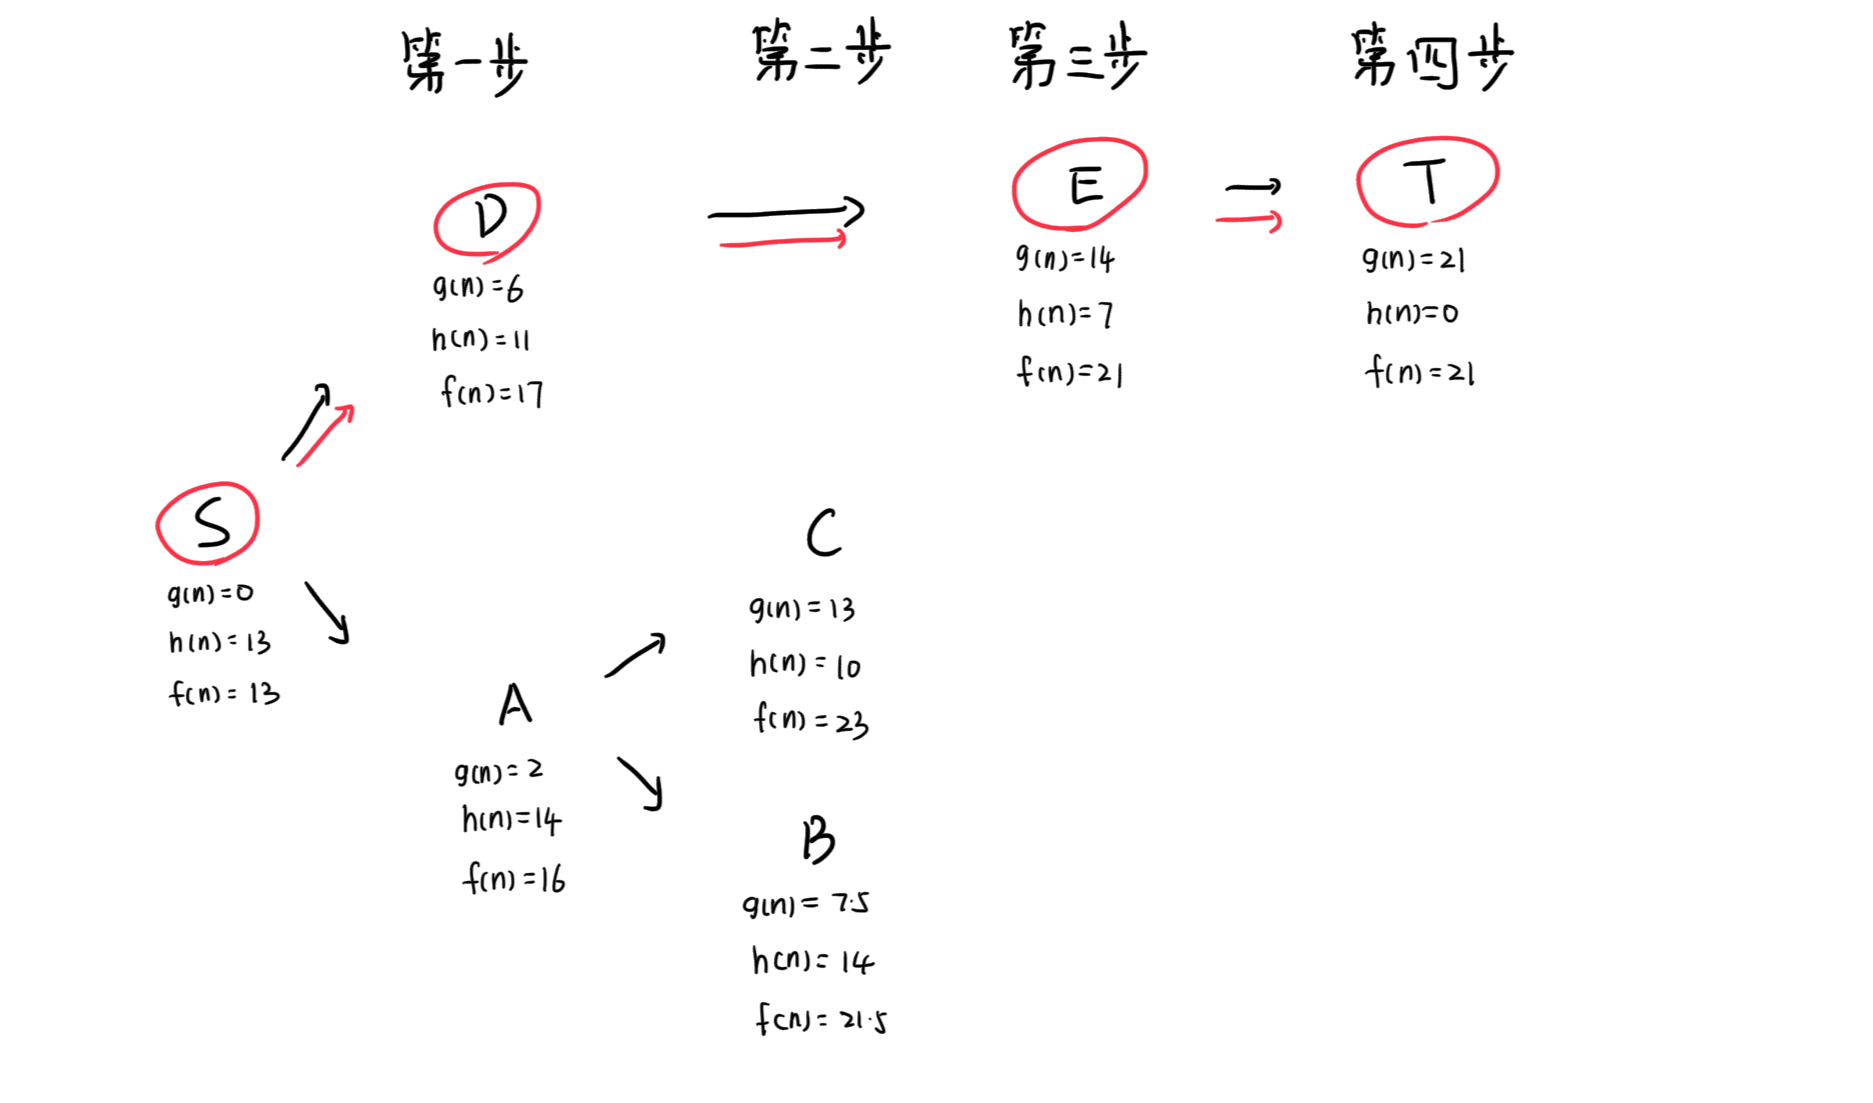 第一步 第二步 第三步 第四步
D
g(n)=6
h(n)=11
f(n)=17
E
g(n)=14
h(n)=7
f(n)=21
T
g(n)=21
h(n)=0
f(n)=21
S
g(n)=0
h(n)=13
f(n)=13
A
g(n)=2
h(n)=14
f(n)=16
C
g(n)=13
h(n)=10
f(n)=23
B
g(n)=7.5
h(n)=14
f(n)=21.5